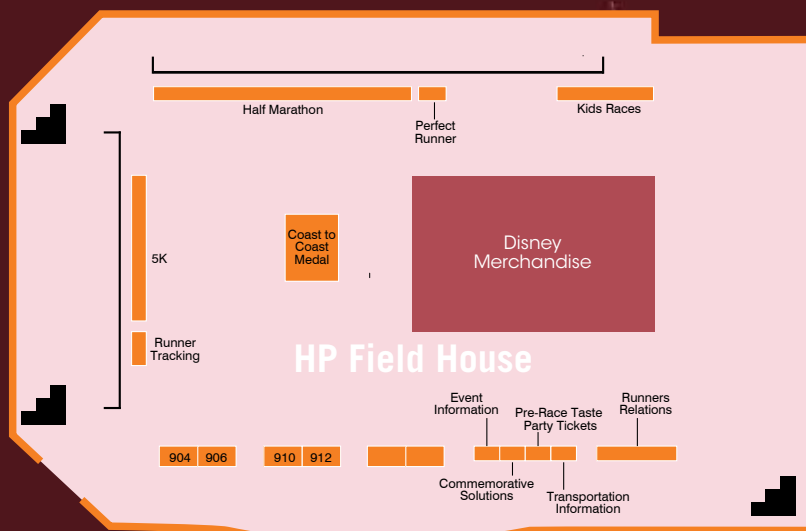 Half Marathon
Perfect
Runner
Kids Races
Coast to
Coast
Medal
Disney
Merchandise
5K
Runner
Tracking
HP Field House
Event
Information
Pre-Race Taste
Party Tickets
Runners
Relations
904 906
910 912
Commemorative
Solutions
Transportation
Information